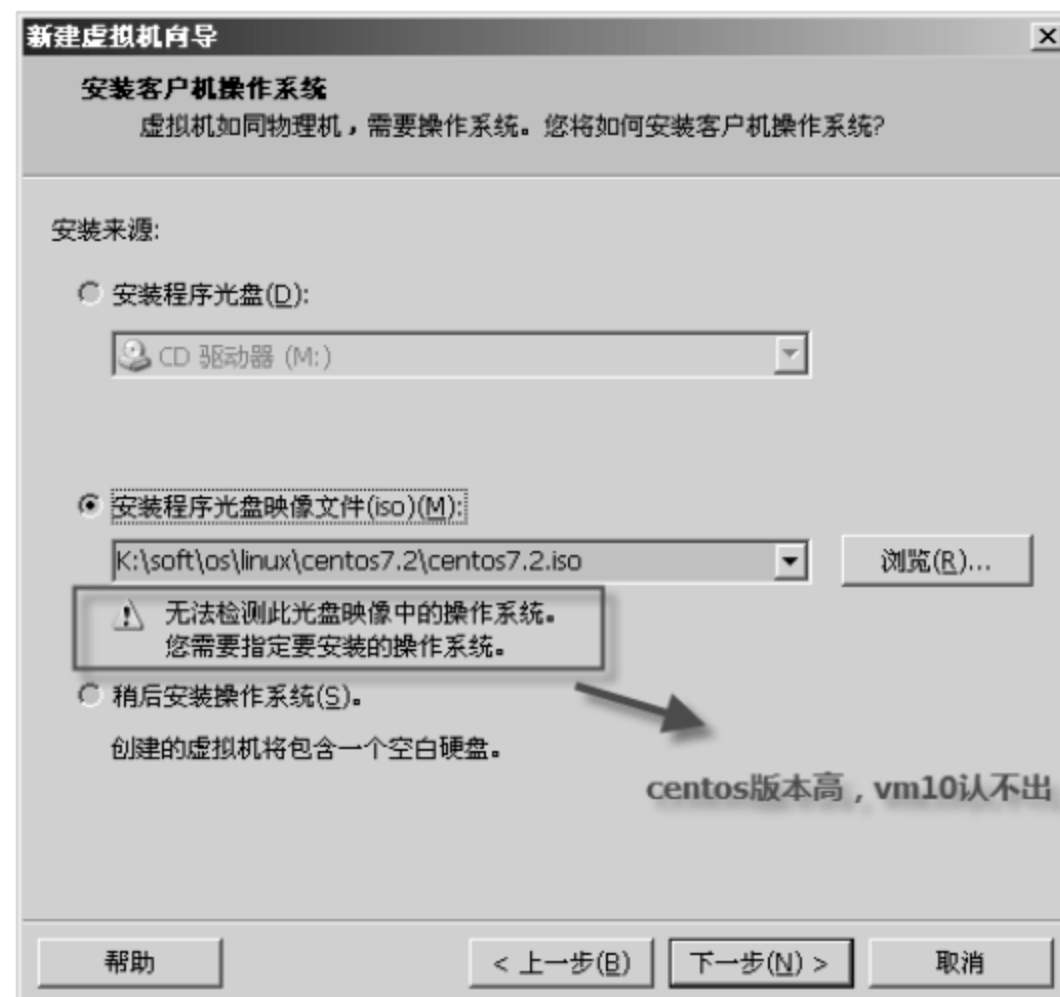 新建虚拟机向导
安装客户机操作系统
虚拟机如同物理机，需要操作系统。您将如何安装客户机操作系统?
安装来源:
安装程序光盘(D):
CD 驱动器 (M:)
安装程序光盘映像文件(iso)(M):
K:\soft\os\linux\centos7.2\centos7.2.iso
浏览(R)...
无法检测此光盘映像中的操作系统。
您需要指定要安装的操作系统。
稍后安装操作系统(S)。
创建的虚拟机将包含一个空白硬盘。
centos版本高，vm10认不出
帮助
< 上一步(B)
下一步(N) >
取消